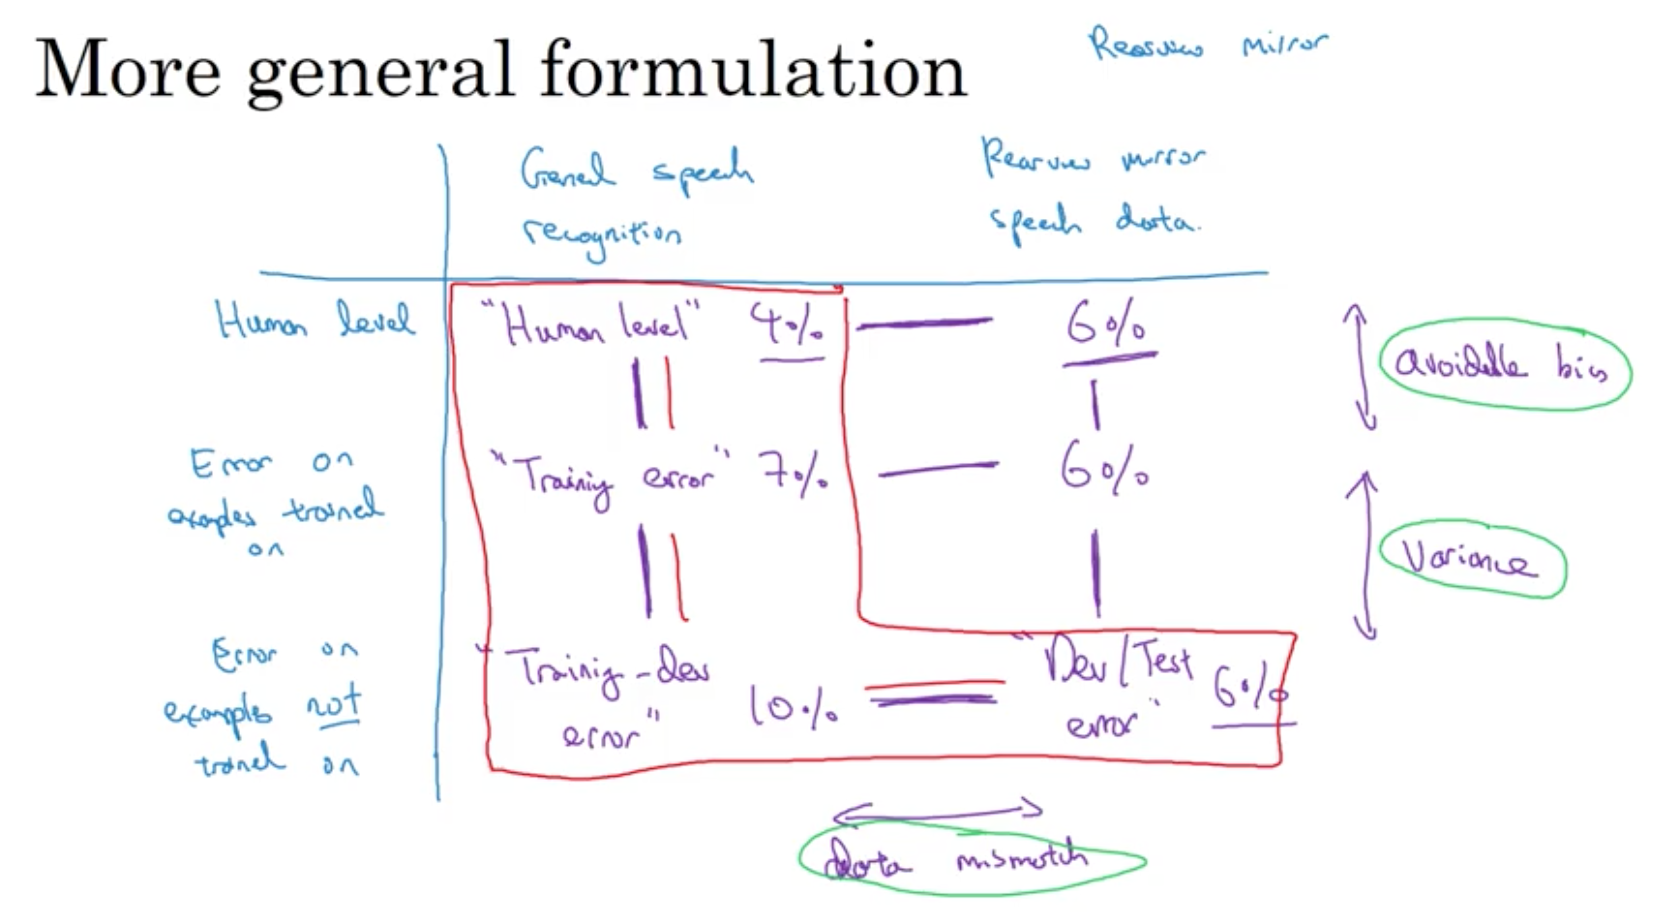 More general formulation
Rearview mirror
General speech
recognition
Rearview mirror
speech data.
Human level
"Human level" 4%
6%
avoidable bias
Error on
examples trained
on
"Training error" 7%
6%
Variance
Error on
examples not
trained on
"Training-dev
error" 10%
"Dev/Test
error" 6%
data mismatch